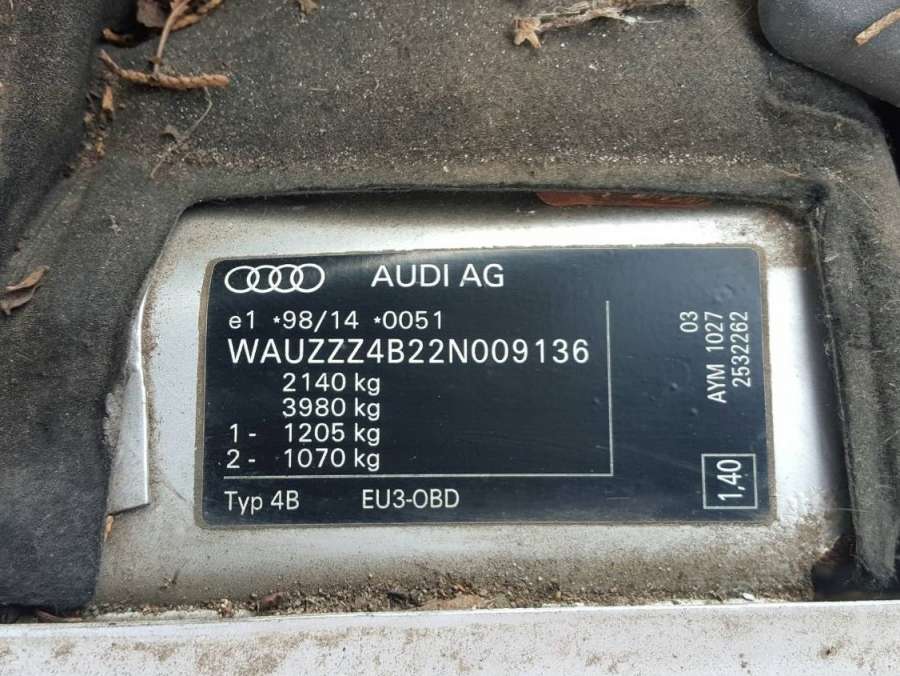 AUDI AG
e1 *98/14 *0051
WAUZZZ4B22N009136
2140 kg
3980 kg
1- 1205 kg
2- 1070 kg
Typ 4B EU3-OBD
03
AYM 1027
2532262
1,40